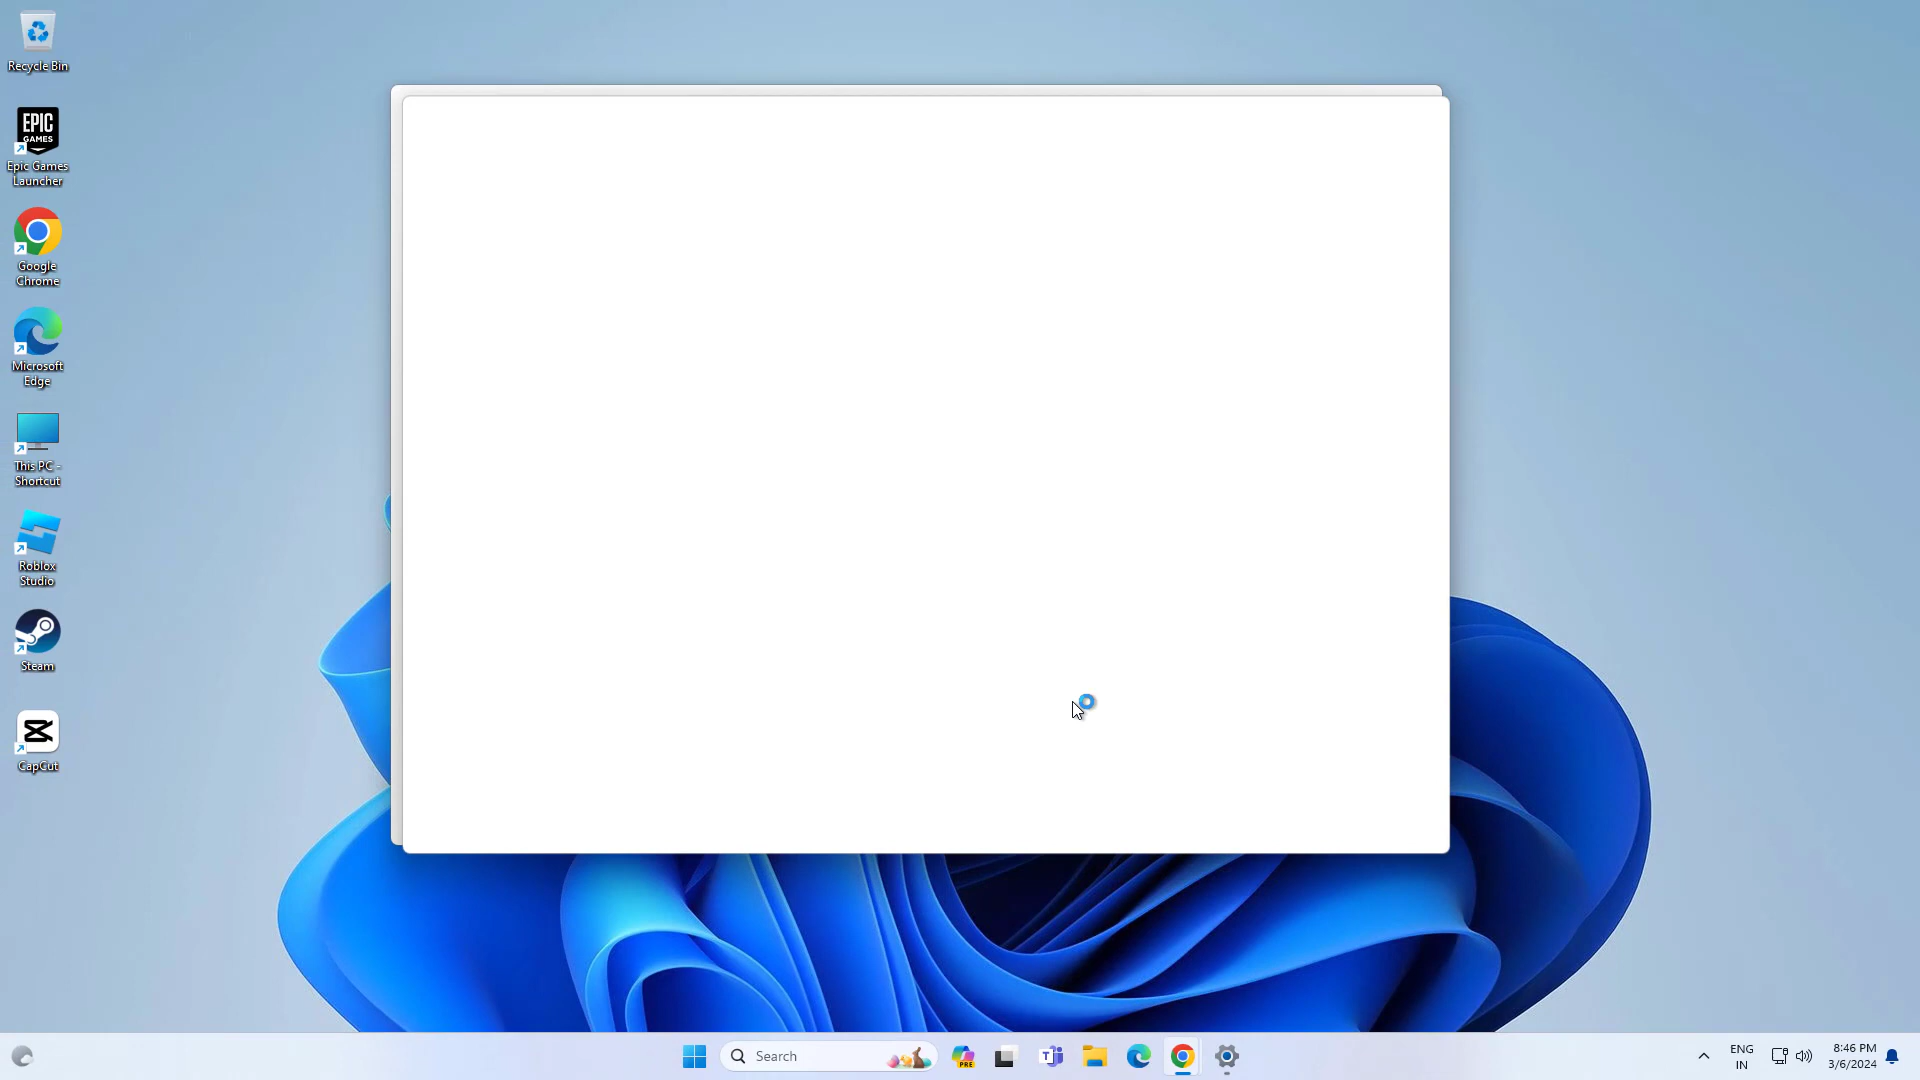 Recycle Bin
EPIC
GAMES
Epic Games
Launcher
Google
Chrome
Microsoft
Edge
This PC -
Shortcut
Roblox
Studio
Steam
CapCut
Search
PRE
T
ENG
IN
8:46 PM
3/6/2024